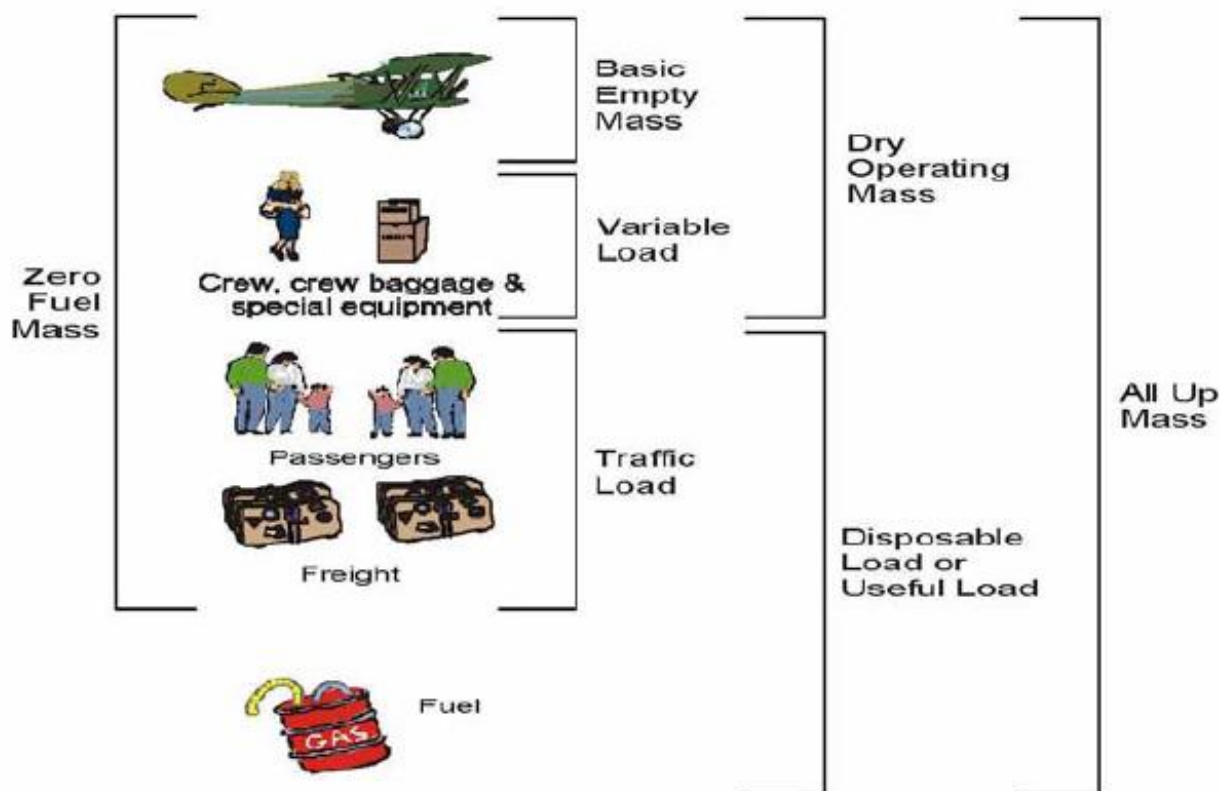 Basic
Empty
Mass
Dry
Operating
Mass
Variable
Load
Zero
Fuel
Mass
Crew, crew baggage &
special equipment
All Up
Mass
Passengers
Traffic
Load
Freight
Disposable
Load or
Useful Load
Fuel
GAS